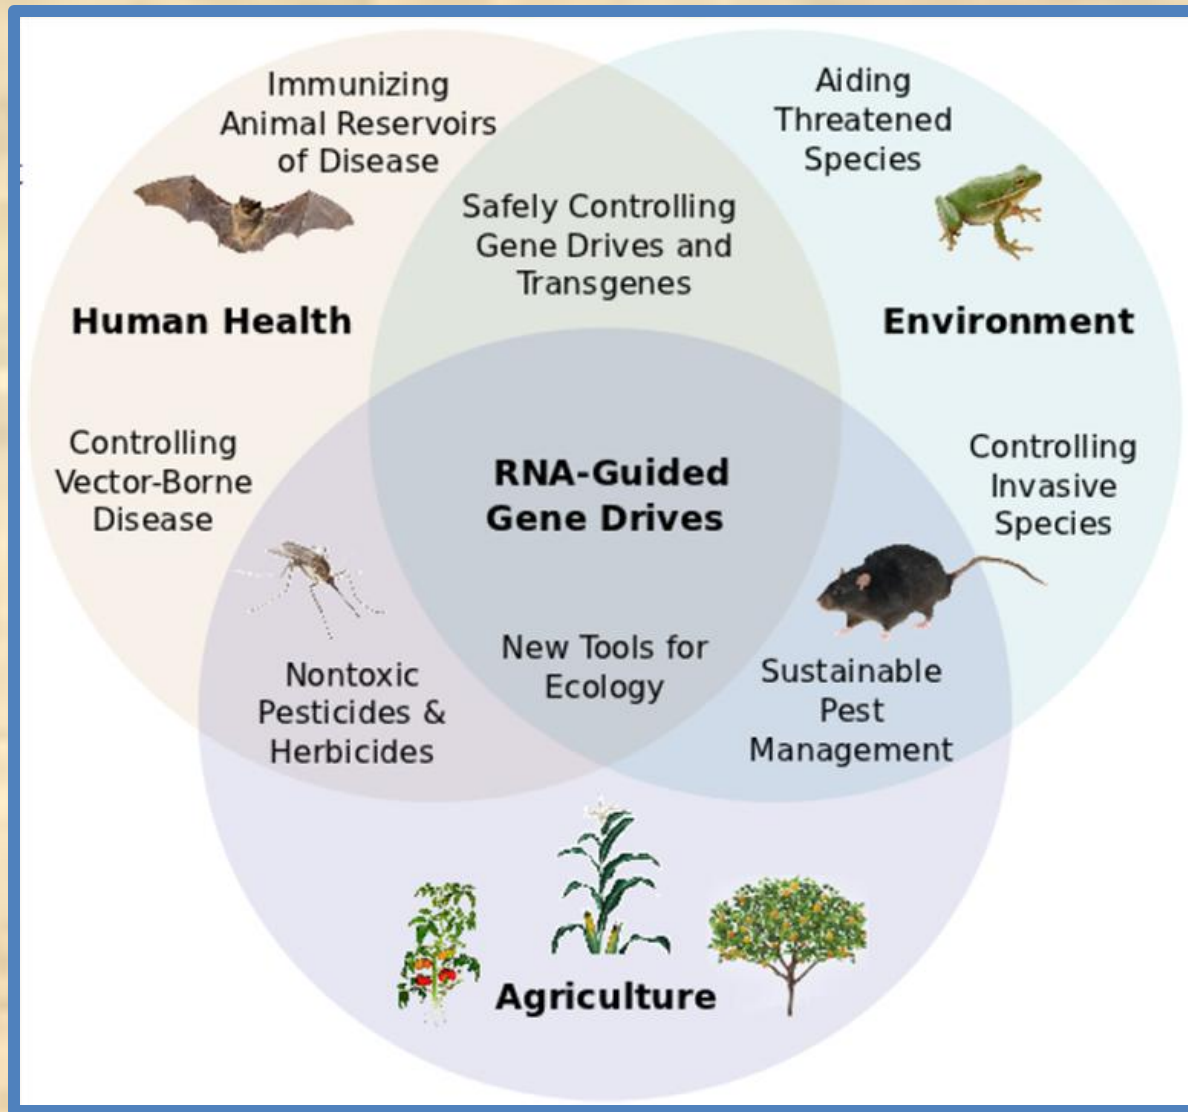 Immunizing
Animal Reservoirs
of Disease
Aiding
Threatened
Species
Safely Controlling
Gene Drives and
Transgenes
Human Health
Environment
Controlling
Vector-Borne
Disease
RNA-Guided
Gene Drives
Controlling
Invasive
Species
Nontoxic
Pesticides &
Herbicides
New Tools for
Ecology
Sustainable
Pest
Management
Agriculture